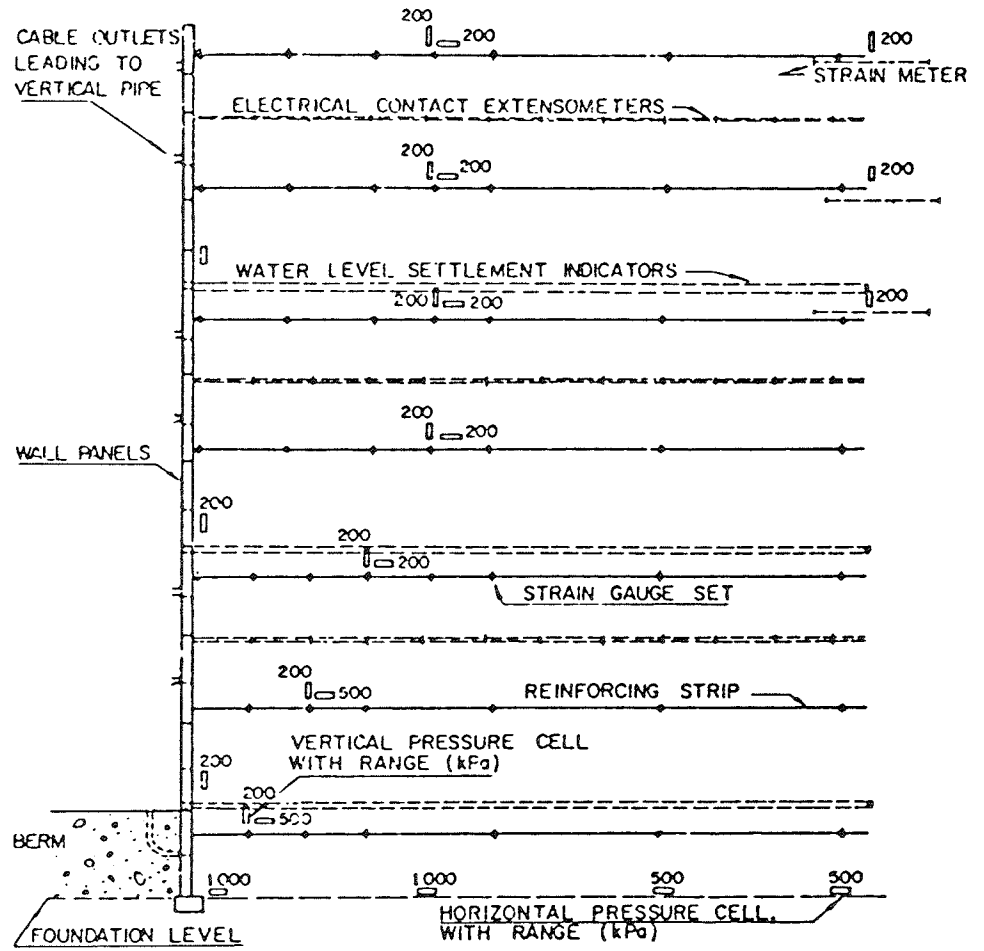 200
CABLE OUTLETS
LEADING TO
VERTICAL PIPE
200
200
STRAIN METER
ELECTRICAL CONTACT EXTENSOMETERS
200
200
200
WATER LEVEL SETTLEMENT INDICATORS
200
200
200
200
200
WALL PANELS
200
200
200
STRAIN GAUGE SET
200
500
REINFORCING STRIP
VERTICAL PRESSURE CELL
WITH RANGE (kPa)
200
200
500
BERM
1000
1000
500
500
HORIZONTAL PRESSURE CELL,
WITH RANGE (kPa)
FOUNDATION LEVEL